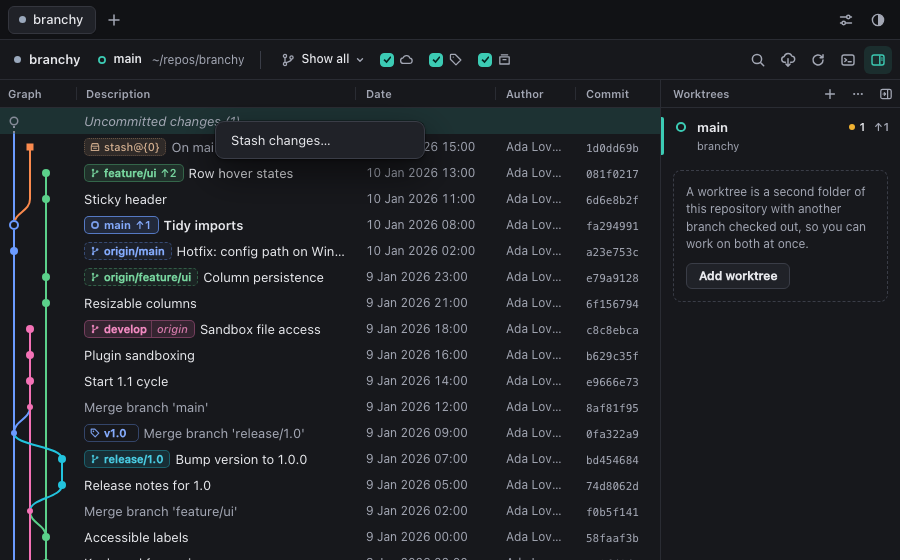 branchy
branchy main ~/repos/branchy Show all
Graph Description Date Author Commit
Uncommitted changes (1)
Stash changes...
stash@{0} On 15:00 Ada Lov... 1d0dd69b
feature/ui ↑2 Row hover states 10 Jan 2026 13:00 Ada Lov... 081f0217
Sticky header 10 Jan 2026 11:00 Ada Lov... 6d6e8b2f
main ↑1 Tidy imports 10 Jan 2026 08:00 Ada Lov... fa294991
origin/main Hotfix: config path on Win... 10 Jan 2026 02:00 Ada Lov... a23e753c
origin/feature/ui Column persistence 9 Jan 2026 23:00 Ada Lov... e79a9128
Resizable columns 9 Jan 2026 21:00 Ada Lov... 6f156794
develop origin Sandbox file access 9 Jan 2026 18:00 Ada Lov... c8c8ebca
Plugin sandboxing 9 Jan 2026 16:00 Ada Lov... b629c35f
Start 1.1 cycle 9 Jan 2026 14:00 Ada Lov... e9666e73
Merge branch 'main' 9 Jan 2026 12:00 Ada Lov... 8af81f95
v1.0 Merge branch 'release/1.0' 9 Jan 2026 09:00 Ada Lov... 0fa322a9
release/1.0 Bump version to 1.0.0 9 Jan 2026 07:00 Ada Lov... bd454684
Release notes for 1.0 9 Jan 2026 05:00 Ada Lov... 74d8062d
Merge branch 'feature/ui' 9 Jan 2026 02:00 Ada Lov... f0b5f141
Accessible labels 9 Jan 2026 00:00 Ada Lov... 58faaf3b
Worktrees
main 1 ↑1
branchy
A worktree is a second folder of
this repository with another
branch checked out, so you can
work on both at once.
Add worktree